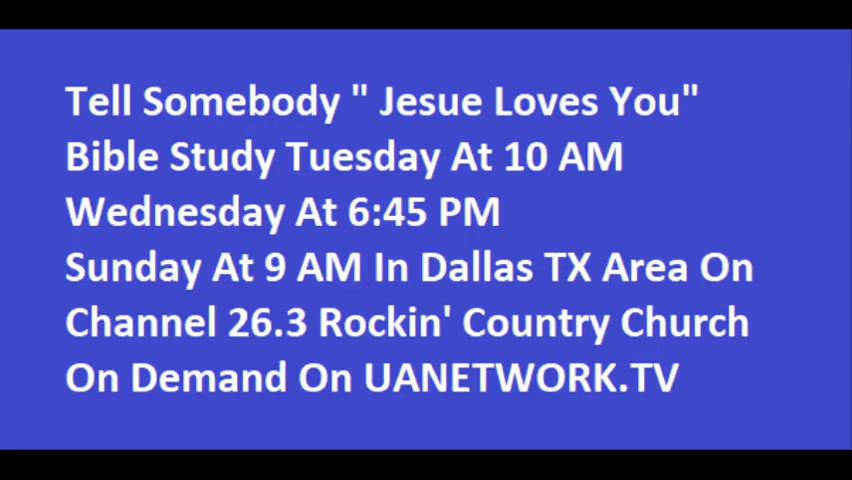 Tell Somebody " Jesue Loves You"
Bible Study Tuesday At 10 AM
Wednesday At 6:45 PM
Sunday At 9 AM In Dallas TX Area On
Channel 26.3 Rockin' Country Church
On Demand On UANETWORK.TV